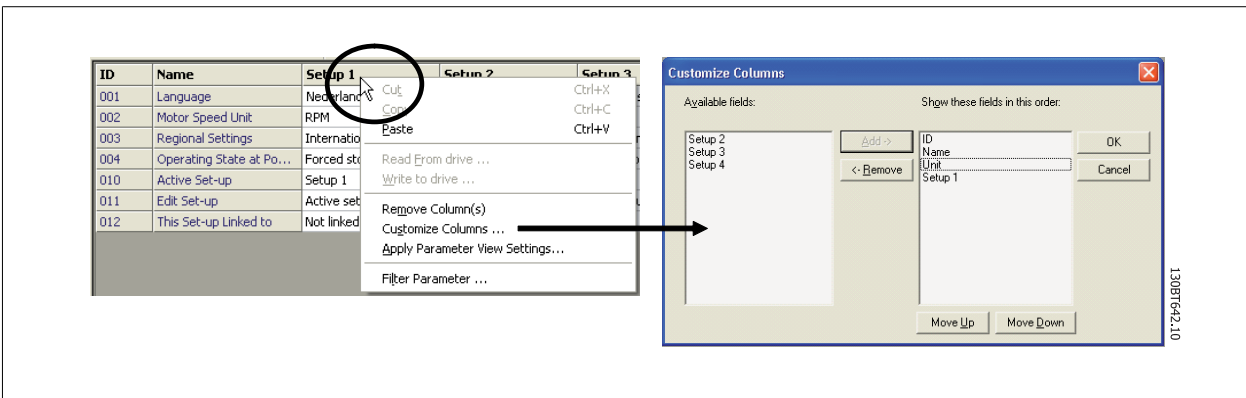 ID Name Setup 1 Setup 2 Setup 3
001 Language
002 Motor Speed Unit RPM
003 Regional Settings
004 Operating State at Po... Forced
010 Active Set-up Setup 1
011 Edit Set-up Active
012 This Set-up Linked to Not linked
Cut Ctrl+X
Copy Ctrl+C
Paste Ctrl+V
Read From drive ...
Write to drive ...
Remove Column(s)
Customize Columns ...
Apply Parameter View Settings...
Filter Parameter ...
Customize Columns
Available fields:
Setup 2
Setup 3
Setup 4
Add ->
<- Remove
Show these fields in this order:
ID
Name
Unit
Setup 1
OK
Cancel
Move Up Move Down
130BT642.10